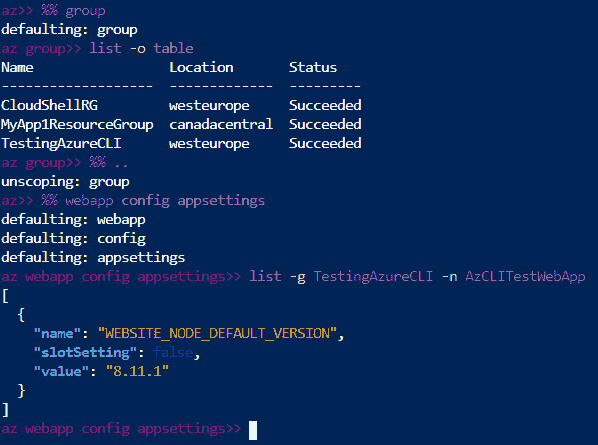 az>> %% group
defaulting: group
az group>> list -o table
Name                 Location       Status
-------------------  -------------  ---------
CloudShellRG         westeurope     Succeeded
MyApp1ResourceGroup  canadacentral  Succeeded
TestingAzureCLI      westeurope     Succeeded
az group>> %% ..
unscoping: group
az>> %% webapp config appsettings
defaulting: webapp
defaulting: config
defaulting: appsettings
az webapp config appsettings>> list -g TestingAzureCLI -n AzCLITestWebApp
[
  {
    "name": "WEBSITE_NODE_DEFAULT_VERSION",
    "slotSetting": false,
    "value": "8.11.1"
  }
]
az webapp config appsettings>>